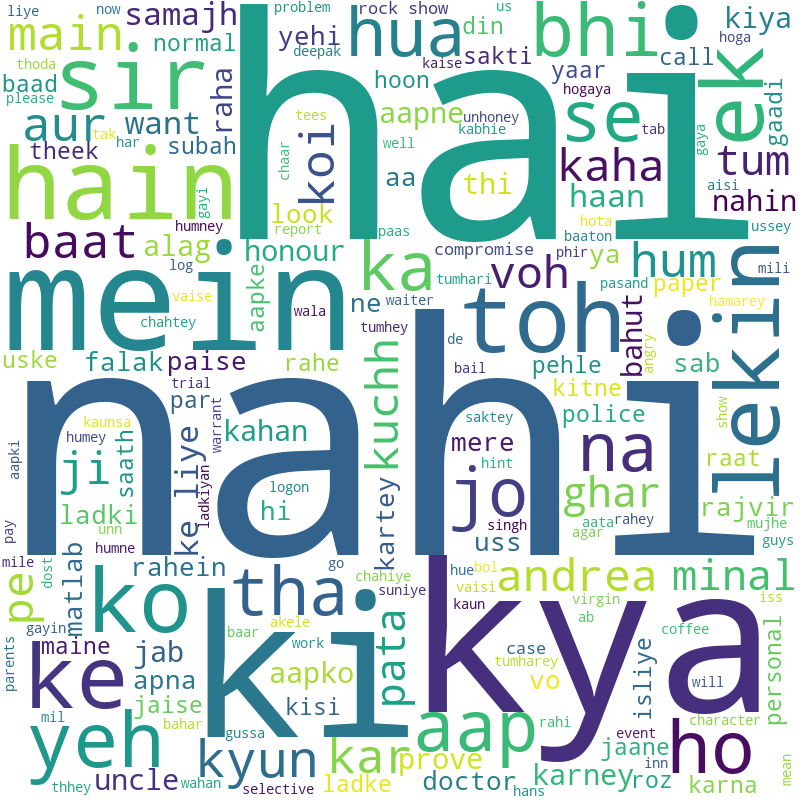 liye
now
samajh
problem
rock show
us
hoga
main
normal
yehi
deepak
hua
din
bhi
kiya
thoda
sir
hai
kaise
sakti
call
baad
please
raha
hoon
yaar
hogaya
ek
gaadi
aur
want
koi
tees
aapne
unhoney
se
tab
gaya
tak
har
subah
chaar
well
kabhie
theek
aa
thi
kaha
tum
hain
gayi
look
haan
aisi
nahin
baat
humney
alag
report
honour
paas
voh
compromise
baaton
ya
hum
ussey
log
ka
tumhari
phir
pasand
paper
mili
mein
vaise
aapke
wala
ne
waiter
toh
bahut
hamarey
lekin
chahtey
tumhey
de
angry
uske
falak
paise
rahe
kuchh
bail
pehle
sab
trial
par
kitne
show
nahi
kaunsa
warrant
kahan
saktey
police
humey
mere
na
aapki
ji
saath
ke liye
ladkiyan
logon
kartey
hint
jo
raat
ghar
ladki
hi
singh
aata
rahey
rajvir
mujhe
pay
unn
uss
agar
guys
mile
dost
humne
go
matlab
rahein
chahiye
hue
bol
andrea
minal
iss
pe
ko
ki
tha
suniye
vaisi
kya
virgin
gayin
baar
akele
pata
kaun
ab
coffee
personal
maine
jab
work
case
isliye
parents
ke
apna
aapko
tumharey
vo
will
jaise
kisi
mil
bahar
aap
rahi
event
character
yeh
gussa
kyun
kar
prove
ho
jaane
inn
thhey
uncle
wahan
selective
ladke
doctor
hans
karney
roz
karna
mean